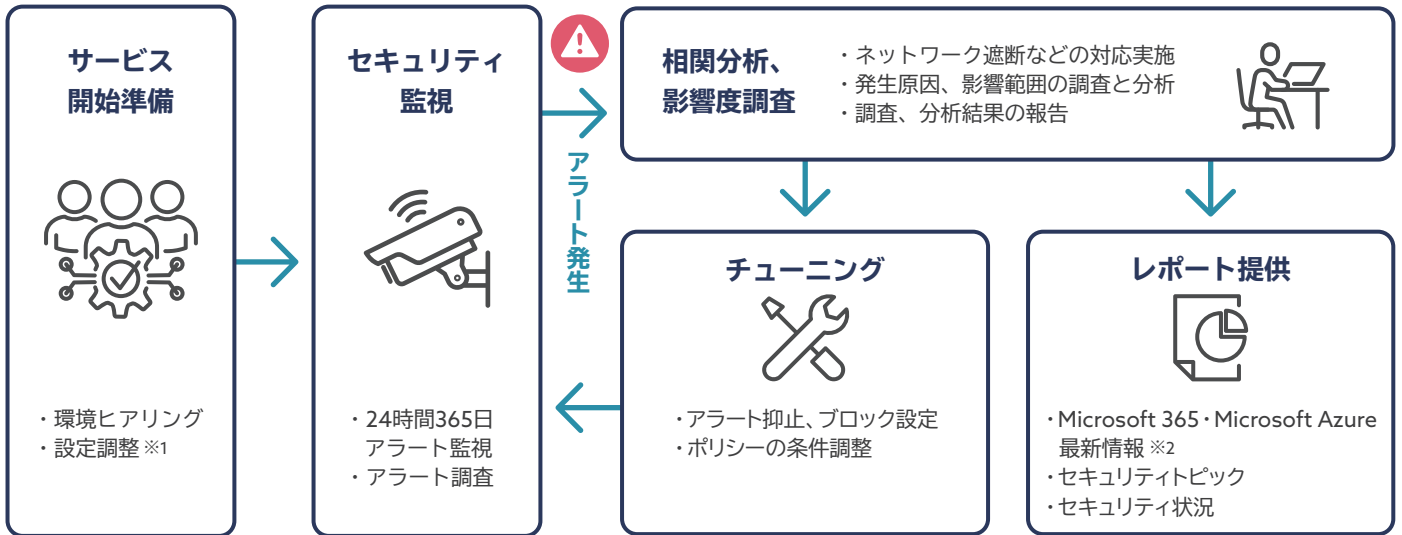 サービス
開始準備
・環境ヒアリング
・設定調整 ※1
セキュリティ
監視
・24時間365日
アラート監視
・アラート調査
アラート発生
相関分析、
影響度調査
・ネットワーク遮断などの対応実施
・発生原因、影響範囲の調査と分析
・調査、分析結果の報告
チューニング
・アラート抑止、ブロック設定
・ポリシーの条件調整
レポート提供
・Microsoft 365・Microsoft Azure
最新情報 ※2
・セキュリティトピック
・セキュリティ状況